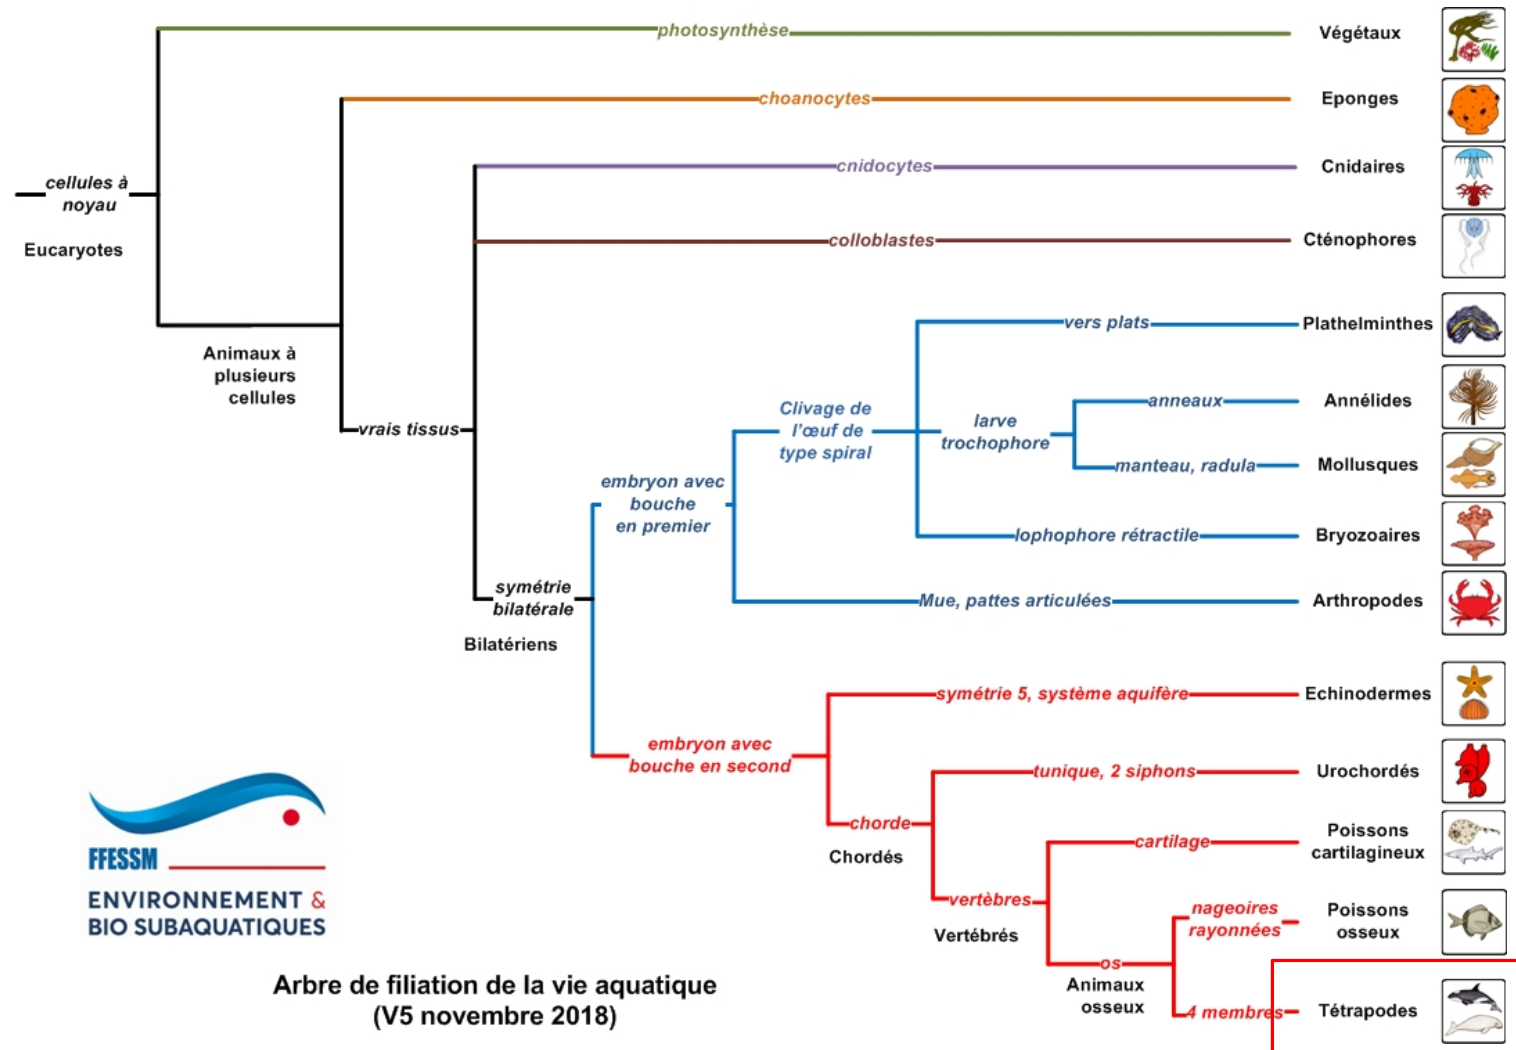 photosynthèse
Végétaux
choanocytes
Eponges
cnidocytes
Cnidaires
cellules à
noyau
Eucaryotes
colloblastes
Cténophores
vers plats
Plathelminthes
Animaux à
plusieurs
cellules
vrais tissus
Clivage de
l'œuf de
type spiral
larve
trochophore
anneaux
Annélides
manteau, radula
Mollusques
embryon avec
bouche
en premier
lophophore rétractile
Bryozoaires
symétrie
bilatérale
Bilatériens
Mue, pattes articulées
Arthropodes
embryon avec
bouche en second
symétrie 5, système aquifère
Echinodermes
tunique, 2 siphons
Urochordés
chorde
Chordés
cartilage
Poissons
cartilagineux
vertèbres
Vertébrés
nageoires
rayonnées
Poissons
osseux
os
Animaux
osseux
4 membres
Tétrapodes
FFESSM
ENVIRONNEMENT &
BIO SUBAQUATIQUES
Arbre de filiation de la vie aquatique
(V5 novembre 2018)